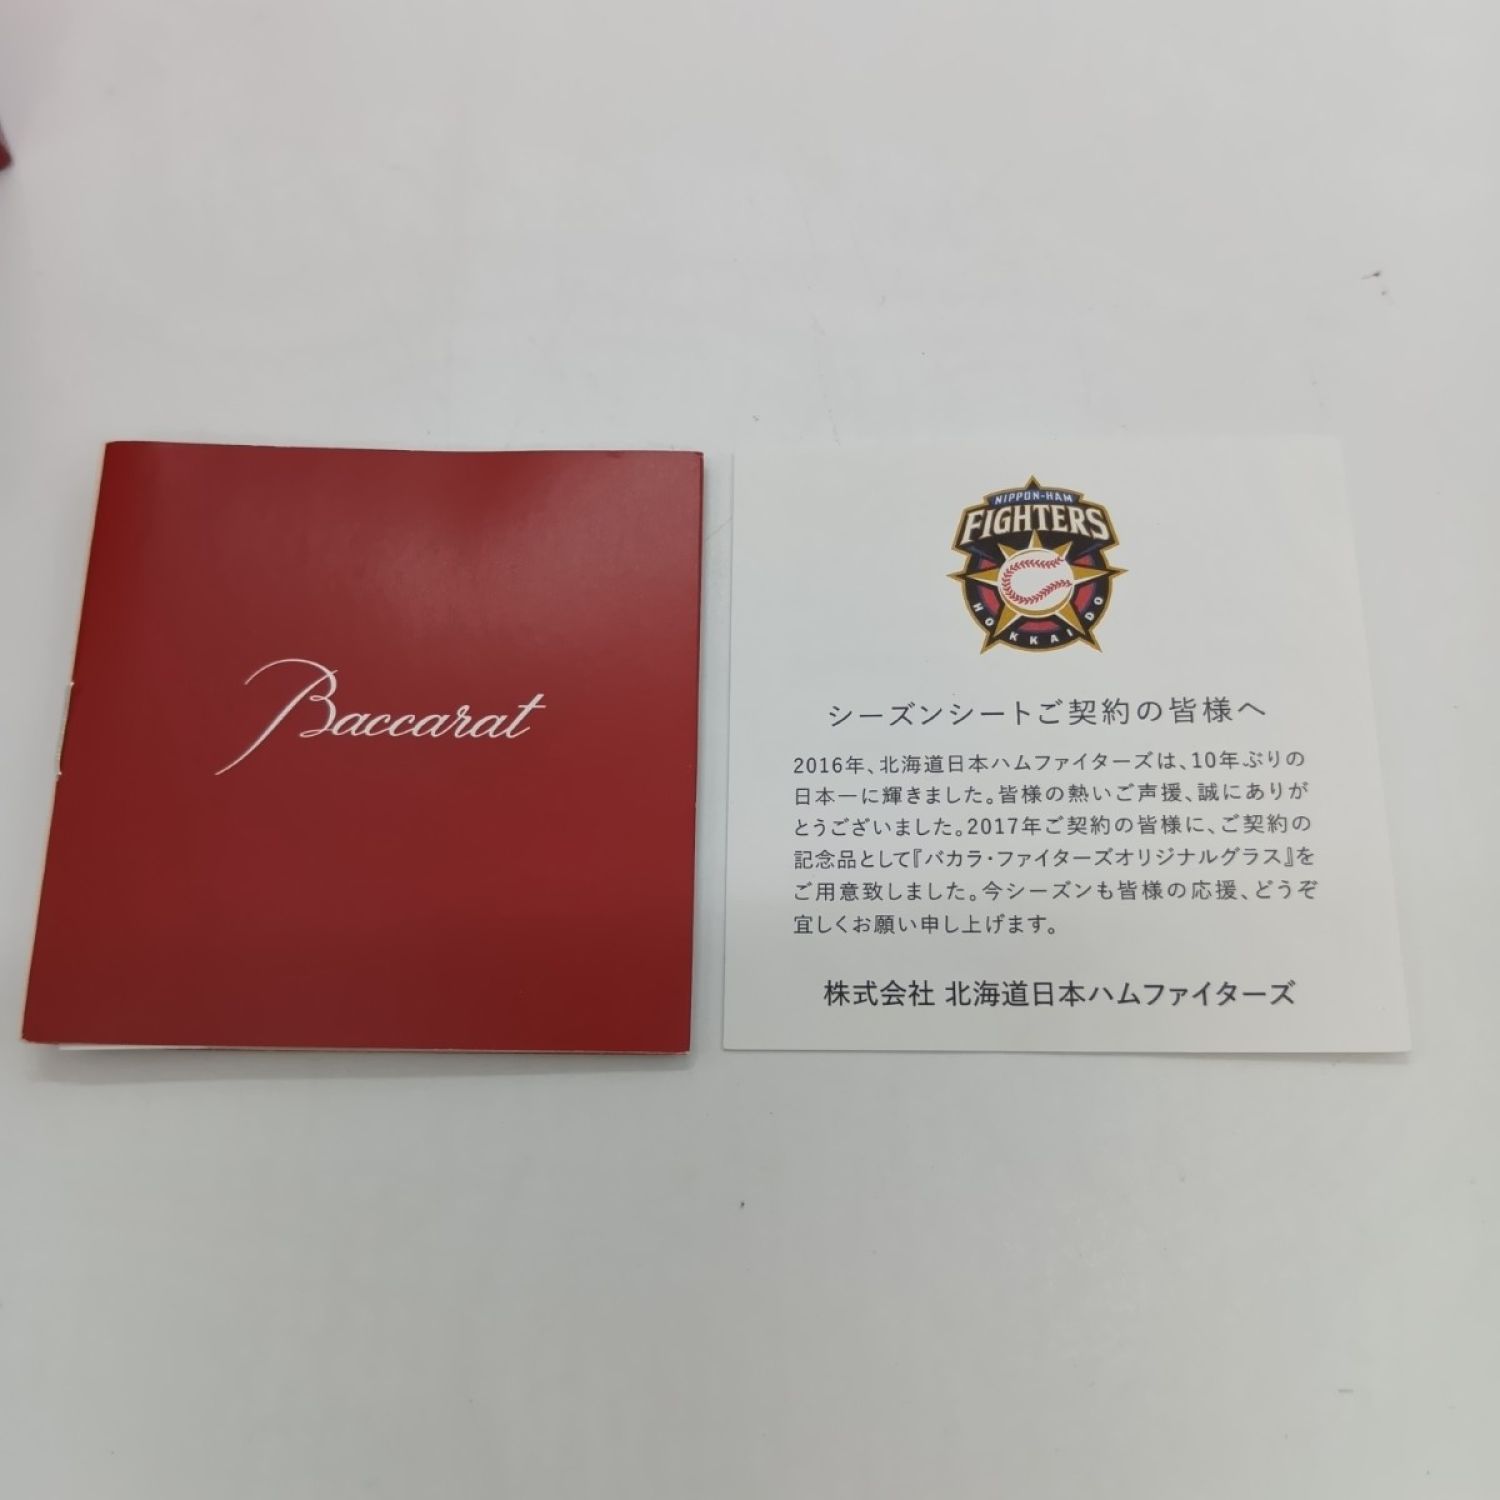 Baccarat
NIPPON-HAM
FIGHTERS
HOKKAIDO
シーズンシートご契約の皆様へ
2016年、北海道日本ハムファイターズは、10年ぶりの
日本一に輝きました。皆様の熱いご声援、誠にありが
とうございました。2017年ご契約の皆様に、ご契約の
記念品として『バカラ・ファイターズオリジナルグラス』を
ご用意致しました。今シーズンも皆様の応援、どうぞ
宜しくお願い申し上げます。
株式会社 北海道日本ハムファイターズ